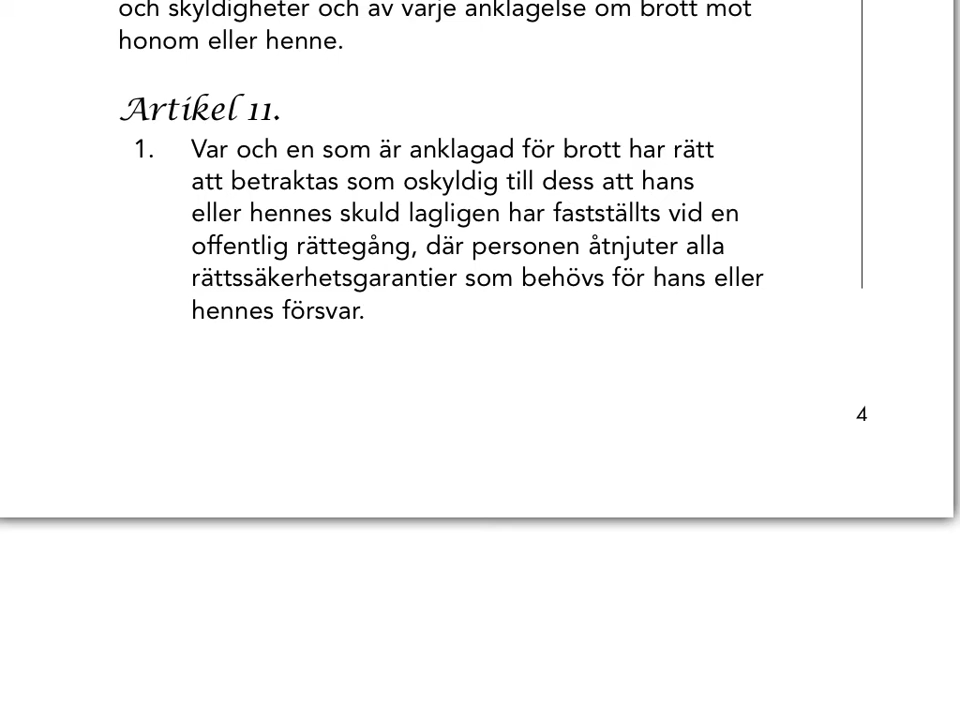 och skyldigheter och av varje anklagelse om brott mot
honom eller henne.
Artikel 11.
1. Var och en som är anklagad för brott har rätt
att betraktas som oskyldig till dess att hans
eller hennes skuld lagligen har fastställts vid en
offentlig rättegång, där personen åtnjuter alla
rättssäkerhetsgarantier som behövs för hans eller
hennes försvar.
4